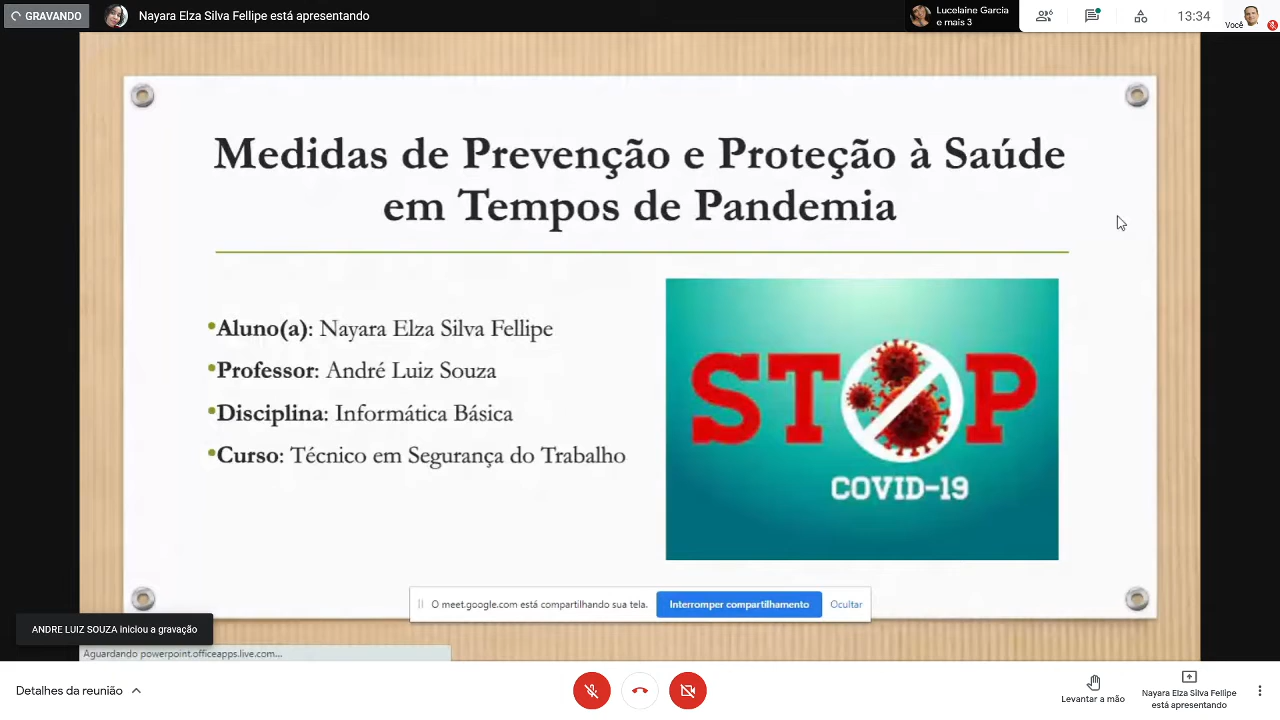 GRAVANDO
Nayara Elza Silva Fellipe está apresentando
Lucelaine Garcia
e mais 3
6
13:34
Você
Medidas de Prevenção e Proteção à Saúde
em Tempos de Pandemia
•Aluno(a): Nayara Elza Silva Fellipe
•Professor: André Luiz Souza
•Disciplina: Informática Básica
•Curso: Técnico em Segurança do Trabalho
STOP
COVID-19
O meet.google.com está compartilhando sua tela.
Interromper compartilhamento
Ocultar
ANDRE LUIZ SOUZA iniciou a gravação
Aguardando powerpoint.officeapps.live.com...
Detalhes da reunião
Levantar a mão
Nayara Elza Silva Fellipe
está apresentando